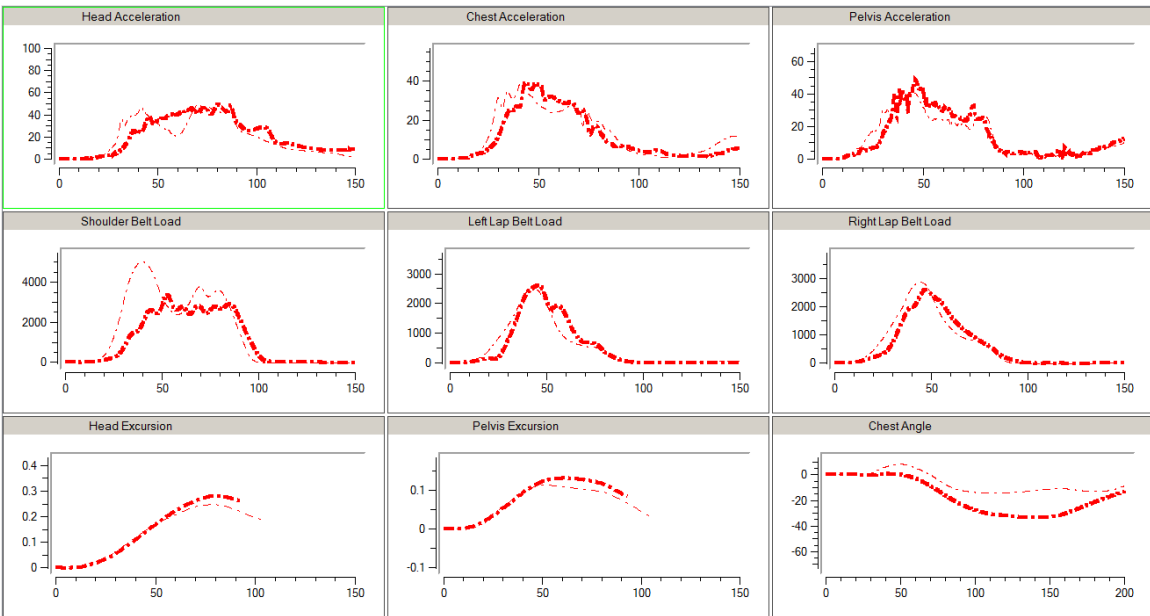 Head Acceleration
100
80
60
40
20
0
0 50 100 150
Chest Acceleration
40
20
0
0 50 100 150
Pelvis Acceleration
60
40
20
0
0 50 100 150
Shoulder Belt Load
4000
2000
0
0 50 100 150
Left Lap Belt Load
3000
2000
1000
0
0 50 100 150
Right Lap Belt Load
3000
2000
1000
0
0 50 100 150
Head Excursion
0.4
0.3
0.2
0.1
0
0 50 100 150
Pelvis Excursion
0.1
0
-0.1
0 50 100 150
Chest Angle
0
-20
-40
-60
0 50 100 150 200